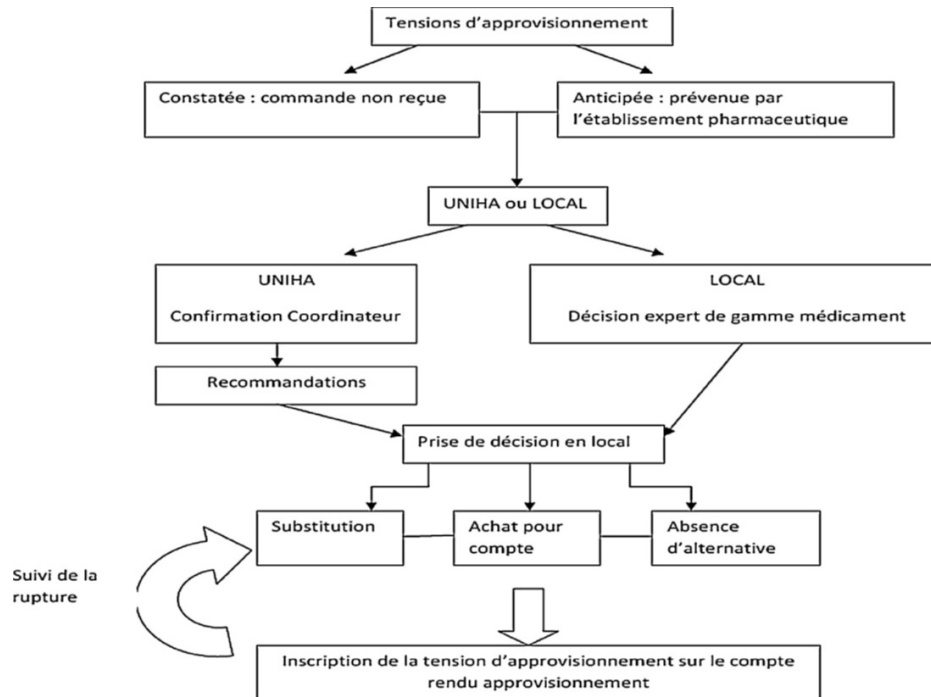 Tensions d’approvisionnement
Constatée : commande non reçue
Anticipée : prévenue par
l’établissement pharmaceutique
UNIHA ou LOCAL
UNIHA
Confirmation Coordinateur
LOCAL
Décision expert de gamme médicament
Recommandations
Prise de décision en local
Substitution
Achat pour
compte
Absence
d’alternative
Suivi de la
rupture
Inscription de la tension d’approvisionnement sur le compte
rendu approvisionnement